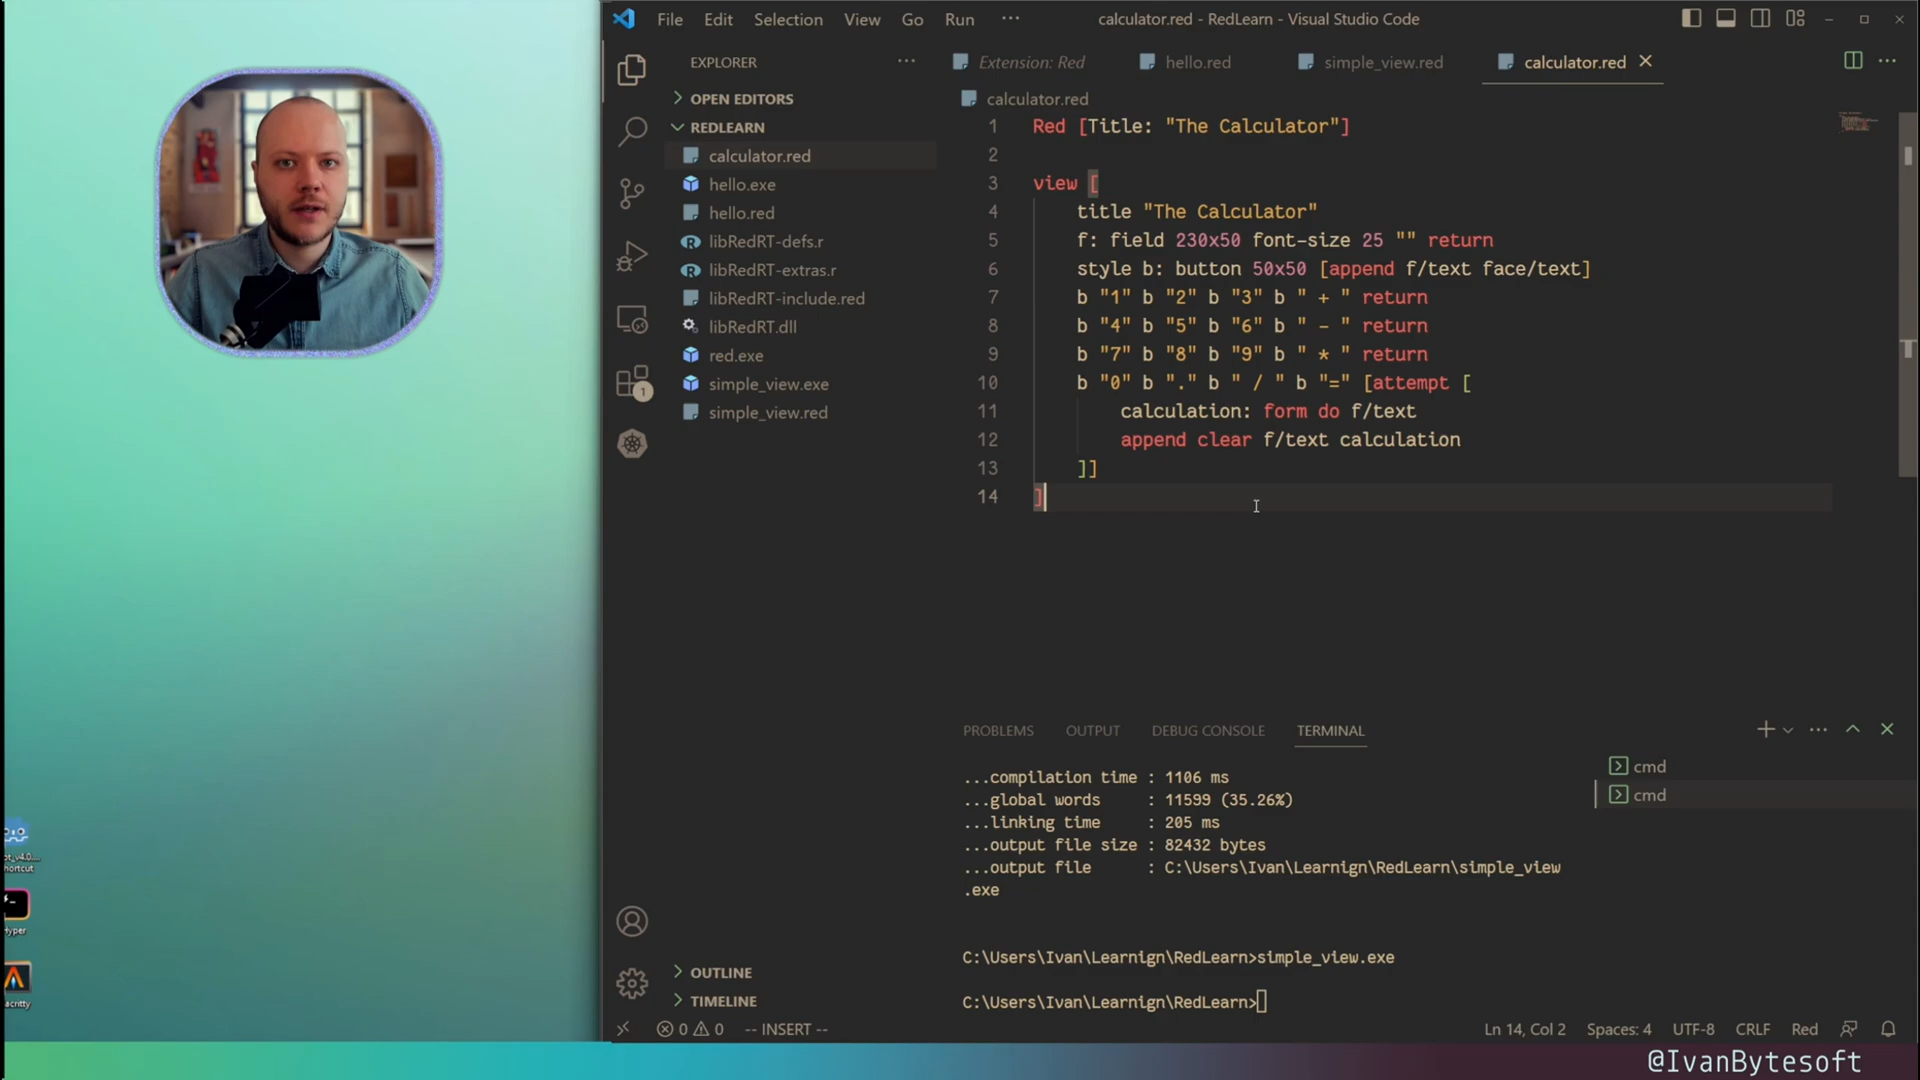 File Edit Selection View Go Run ··· calculator.red - RedLearn - Visual Studio Code
EXPLORER ···
OPEN EDITORS
REDLEARN
calculator.red
hello.exe
hello.red
libRedRT-defs.r
libRedRT-extras.r
libRedRT-include.red
libRedRT.dll
red.exe
simple_view.exe
simple_view.red
OUTLINE
TIMELINE
1
Extension: Red hello.red simple_view.red calculator.red
calculator.red
1 Red [Title: "The Calculator"]
2
3 view [
4 title "The Calculator"
5 f: field 230x50 font-size 25 "" return
6 style b: button 50x50 [append f/text face/text]
7 b "1" b "2" b "3" b " + " return
8 b "4" b "5" b "6" b " - " return
9 b "7" b "8" b "9" b " * " return
10 b "0" b "." b " / " b "=" [attempt [
11 calculation: form do f/text
12 append clear f/text calculation
13 ]]
14 ]
PROBLEMS OUTPUT DEBUG CONSOLE TERMINAL
...compilation time : 1106 ms
...global words : 11599 (35.26%)
...linking time : 205 ms
...output file size : 82432 bytes
...output file : C:\Users\Ivan\Learnign\RedLearn\simple_view
.exe
C:\Users\Ivan\Learnign\RedLearn>simple_view.exe
C:\Users\Ivan\Learnign\RedLearn>
cmd
cmd
0 0 -- INSERT -- Ln 14, Col 2 Spaces: 4 UTF-8 CRLF Red
@IvanBytesoft
ot_v4.0....
hortcut
Hyper
lacritty